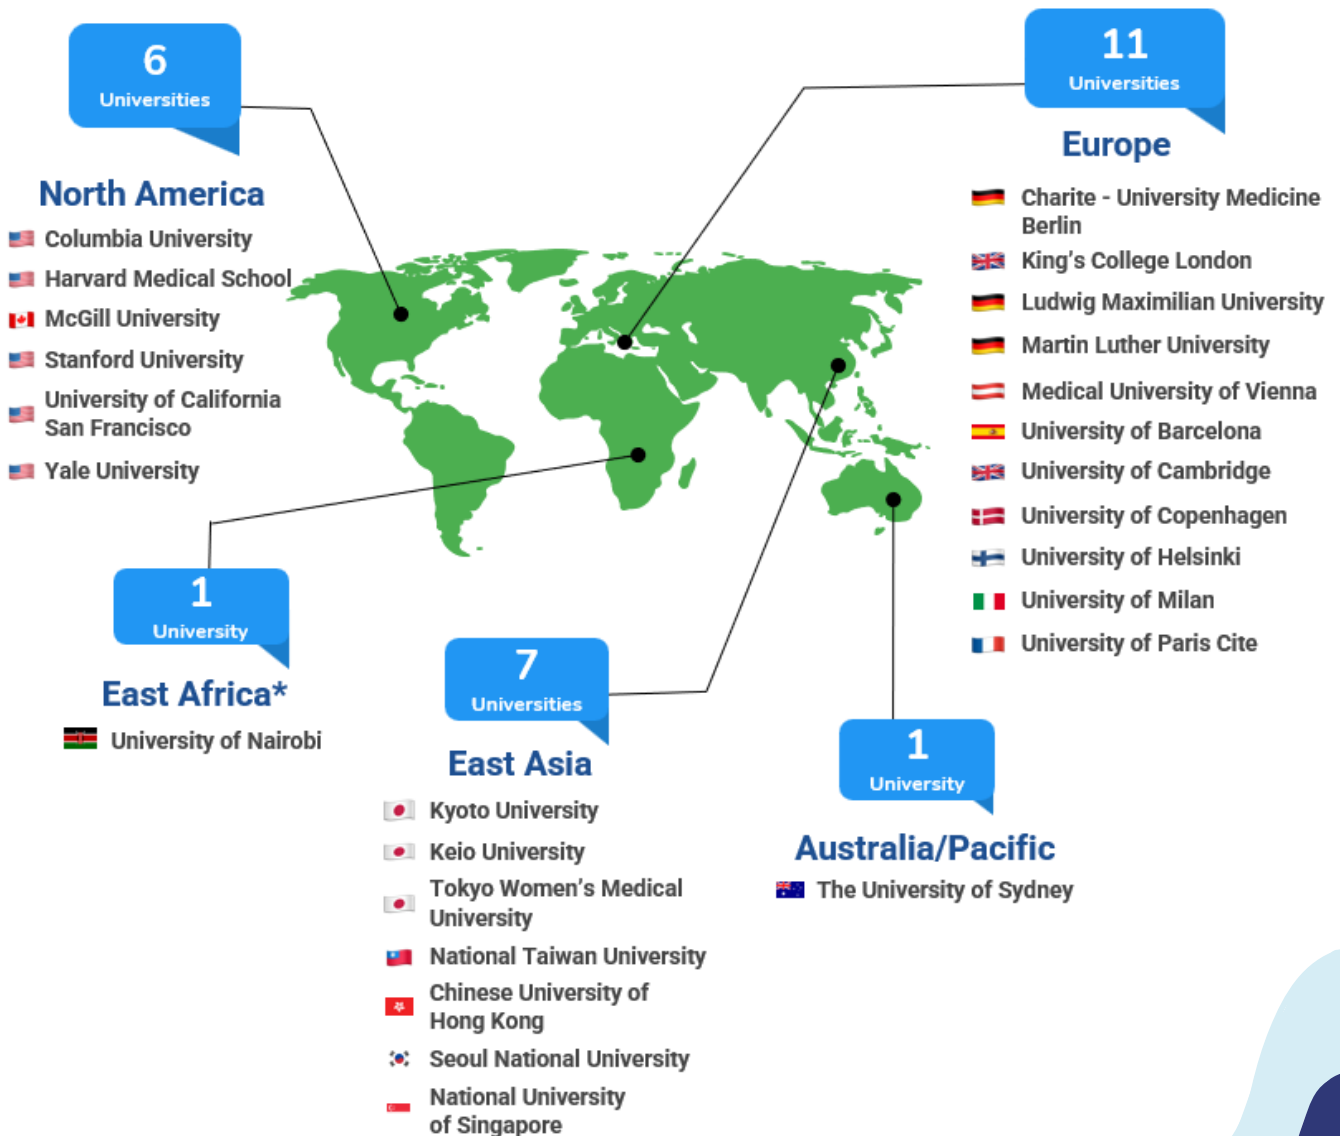 6
Universities
North America
Columbia University
Harvard Medical School
McGill University
Stanford University
University of California
San Francisco
Yale University
11
Universities
Europe
Charite - University Medicine
Berlin
King's College London
Ludwig Maximilian University
Martin Luther University
Medical University of Vienna
University of Barcelona
University of Cambridge
University of Copenhagen
University of Helsinki
University of Milan
University of Paris Cite
1
University
East Africa*
University of Nairobi
7
Universities
East Asia
Kyoto University
Keio University
Tokyo Women's Medical
University
National Taiwan University
Chinese University of
Hong Kong
Seoul National University
National University
of Singapore
1
University
Australia/Pacific
The University of Sydney